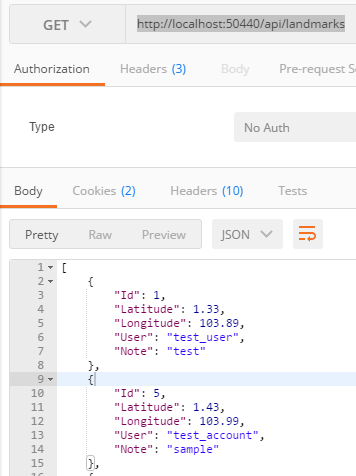 GET http://localhost:50440/api/landmarks
Authorization Headers (3) Body Pre-request
Type No Auth
Body Cookies (2) Headers (10) Tests
Pretty Raw Preview JSON
1 [
2 {
3 "Id": 1,
4 "Latitude": 1.33,
5 "Longitude": 103.89,
6 "User": "test_user",
7 "Note": "test"
8 },
9 {
10 "Id": 5,
11 "Latitude": 1.43,
12 "Longitude": 103.99,
13 "User": "test_account",
14 "Note": "sample"
15 },